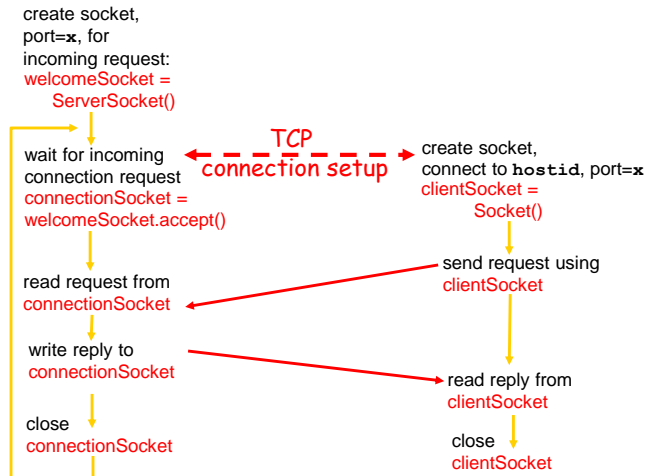 create socket,
port=x, for
incoming request:
welcomeSocket =
ServerSocket()
wait for incoming
connection request
connectionSocket =
welcomeSocket.accept()
TCP
connection setup
create socket,
connect to hostid, port=x
clientSocket =
Socket()
send request using
clientSocket
read request from
connectionSocket
write reply to
connectionSocket
read reply from
clientSocket
close
connectionSocket
close
clientSocket